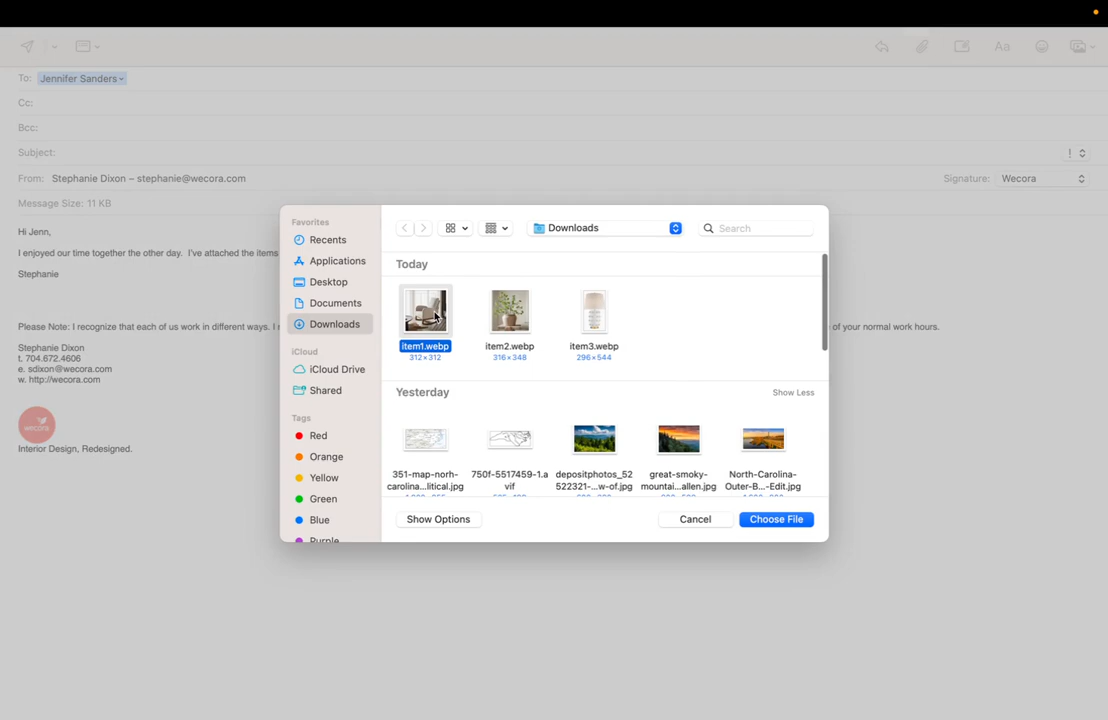 To: Jennifer Sanders
Cc:
Bcc:
Subject:
!
From: Stephanie Dixon – stephanie@wecora.com
Signature: Wecora
Message Size: 11 KB
Hi Jenn,
I enjoyed our time together the other day. I've attached the items
Stephanie
Please Note: I recognize that each of us work in different ways. I
of your normal work hours.
Stephanie Dixon
t. 704.672.4606
e. sdixon@wecora.com
w. http://wecora.com
wecora
Interior Design, Redesigned.
Aa
Favorites
Recents
Applications
Desktop
Documents
Downloads
iCloud
iCloud Drive
Shared
Tags
Red
Orange
Yellow
Green
Blue
Purple
Downloads
Search
Today
item1.webp
312×312
item2.webp
316×348
item3.webp
296×544
Yesterday
Show Less
351-map-norh-
carolina...litical.jpg
750f-5517459-1.a
vif
depositphotos_52
522321-...w-of.jpg
great-smoky-
mountai...allen.jpg
North-Carolina-
Outer-B...-Edit.jpg
Show Options
Cancel
Choose File